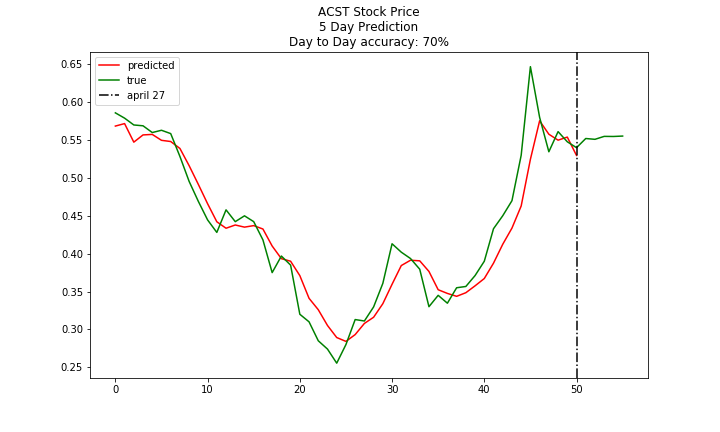 ACST Stock Price
5 Day Prediction
Day to Day accuracy: 70%
predicted
true
april 27
0.65
0.60
0.55
0.50
0.45
0.40
0.35
0.30
0.25
0 10 20 30 40 50